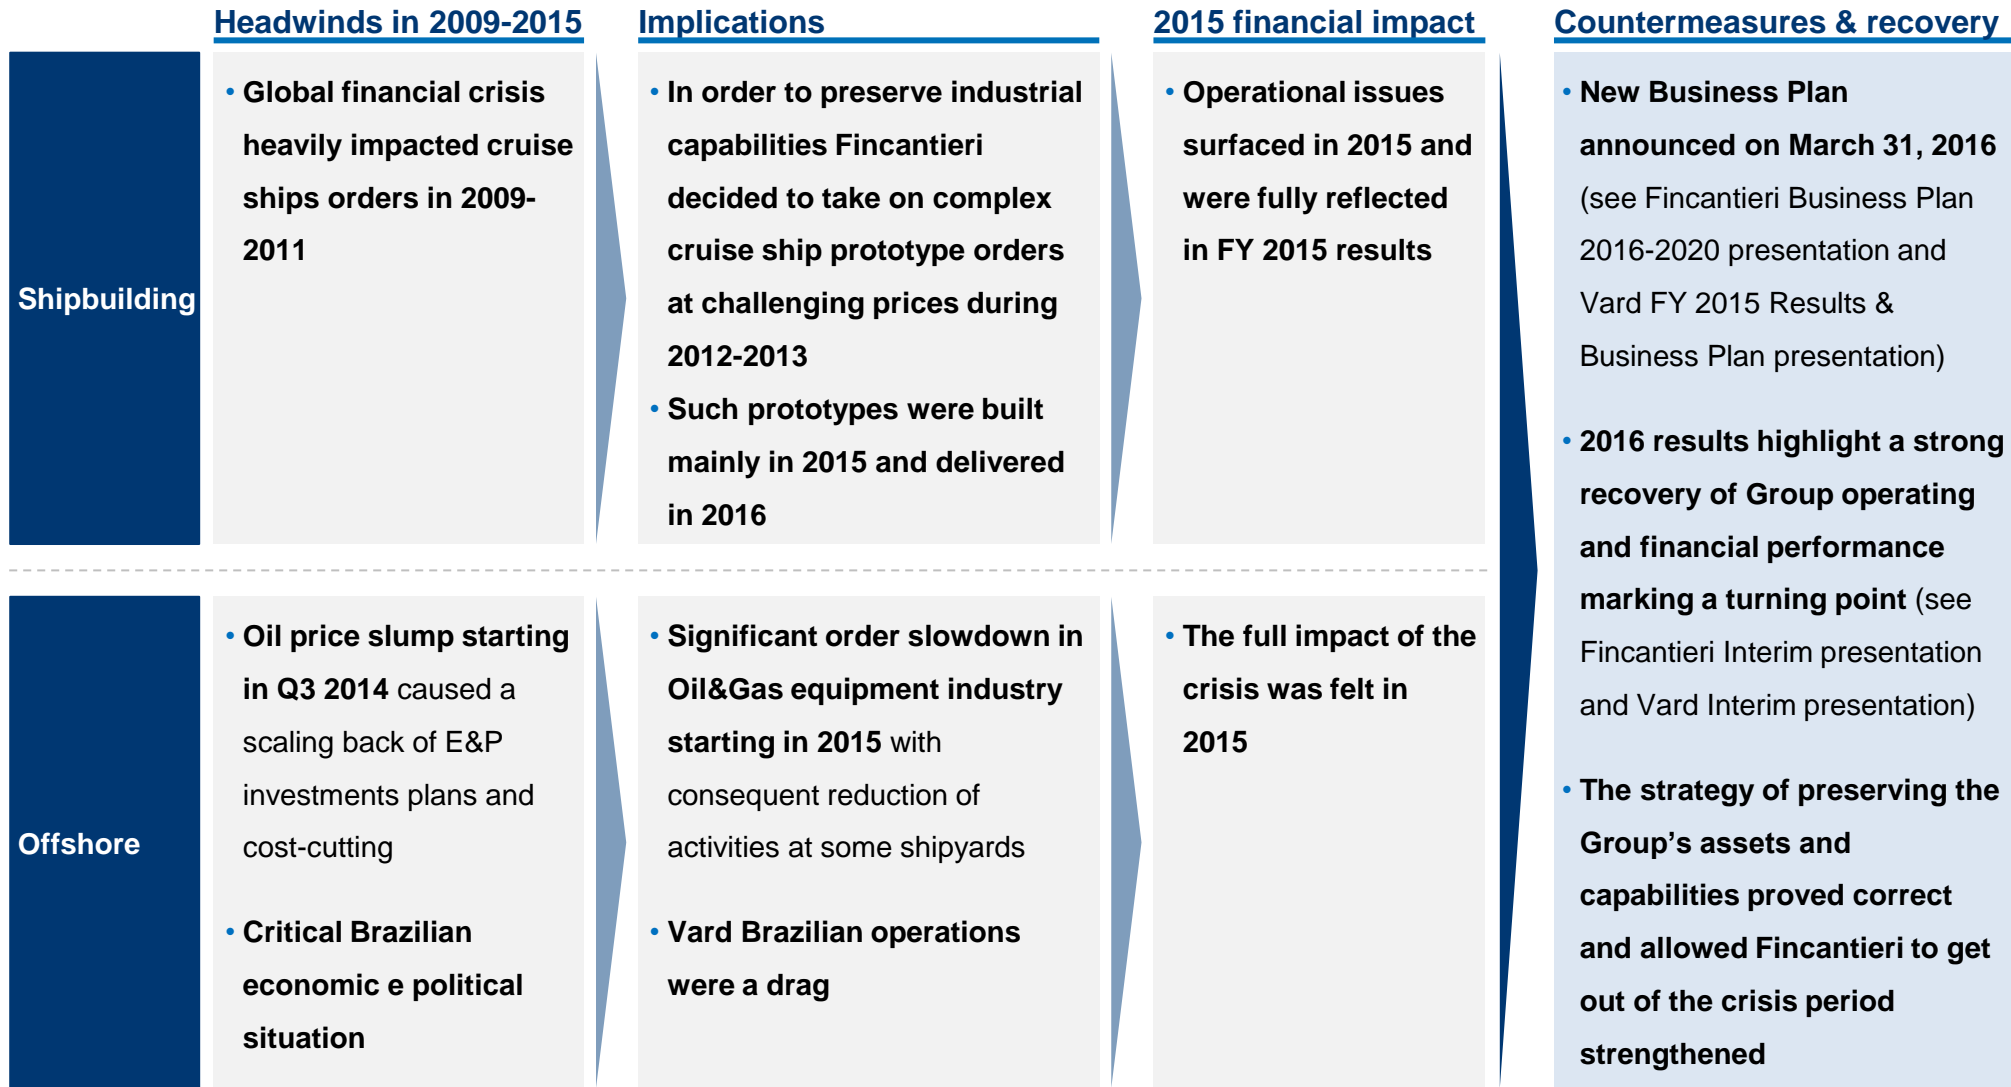 Headwinds in 2009-2015
Implications
2015 financial impact
Countermeasures & recovery
Shipbuilding
• Global financial crisis
heavily impacted cruise
ships orders in 2009-
2011
• In order to preserve industrial
capabilities Fincantieri
decided to take on complex
cruise ship prototype orders
at challenging prices during
2012-2013
• Such prototypes were built
mainly in 2015 and delivered
in 2016
• Operational issues
surfaced in 2015 and
were fully reflected
in FY 2015 results
Offshore
• Oil price slump starting
in Q3 2014 caused a
scaling back of E&P
investments plans and
cost-cutting
• Critical Brazilian
economic e political
situation
• Significant order slowdown in
Oil&Gas equipment industry
starting in 2015 with
consequent reduction of
activities at some shipyards
• Vard Brazilian operations
were a drag
• The full impact of the
crisis was felt in
2015
• New Business Plan
announced on March 31, 2016
(see Fincantieri Business Plan
2016-2020 presentation and
Vard FY 2015 Results &
Business Plan presentation)
• 2016 results highlight a strong
recovery of Group operating
and financial performance
marking a turning point (see
Fincantieri Interim presentation
and Vard Interim presentation)
• The strategy of preserving the
Group’s assets and
capabilities proved correct
and allowed Fincantieri to get
out of the crisis period
strengthened